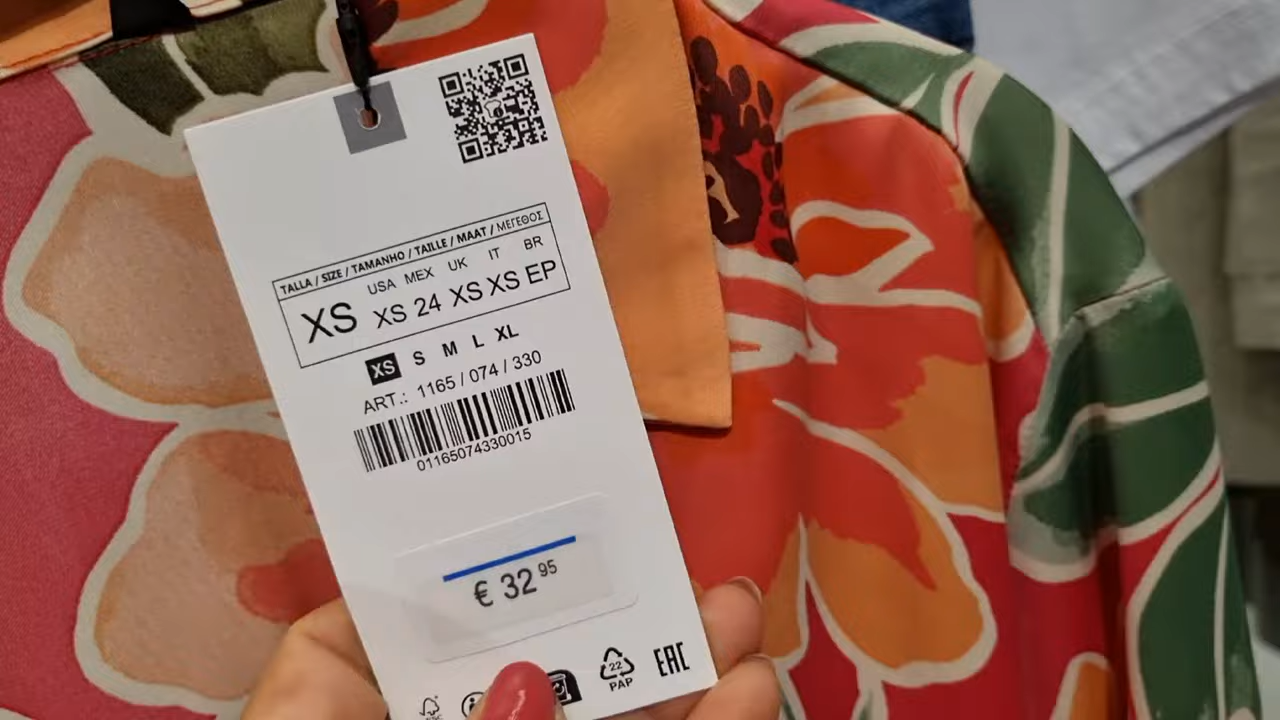 TALLA / SIZE / TAMANHO / TAILLE / MAAT / ΜΕΓΕΘΟΣ
USA MEX UK IT BR
XS XS 24 XS XS EP
XS S M L XL
ART.: 1165 / 074 / 330
01165074330015
€ 32 95
22
PAP
EAC